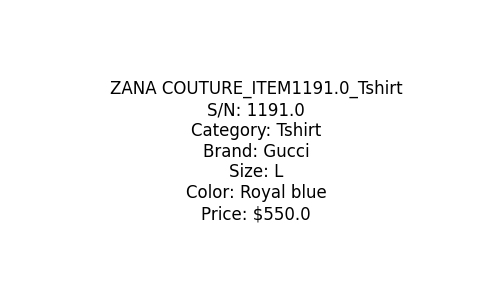 ZANA COUTURE_ITEM1191.0_Tshirt
S/N: 1191.0
Category: Tshirt
Brand: Gucci
Size: L
Color: Royal blue
Price: $550.0